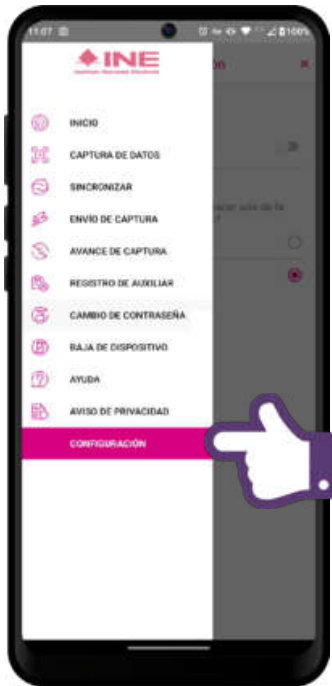 11:07
100%
INE
Instituto Nacional Electoral
INICIO
CAPTURA DE DATOS
SINCRONIZAR
ENVÍO DE CAPTURA
AVANCE DE CAPTURA
REGISTRO DE AUXILIAR
CAMBIO DE CONTRASEÑA
BAJA DE DISPOSITIVO
AYUDA
AVISO DE PRIVACIDAD
CONFIGURACIÓN